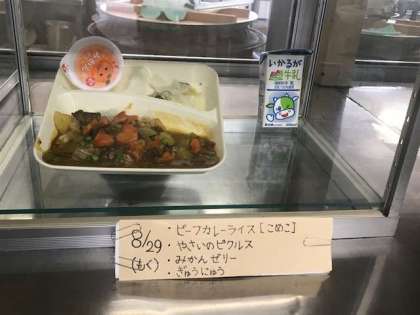 いかるが
牛乳
8/29
(もく)
・ビーフカレーライス[こめこ]
・やさいのピクルス
・みかんゼリー
・ぎゅうにゅう